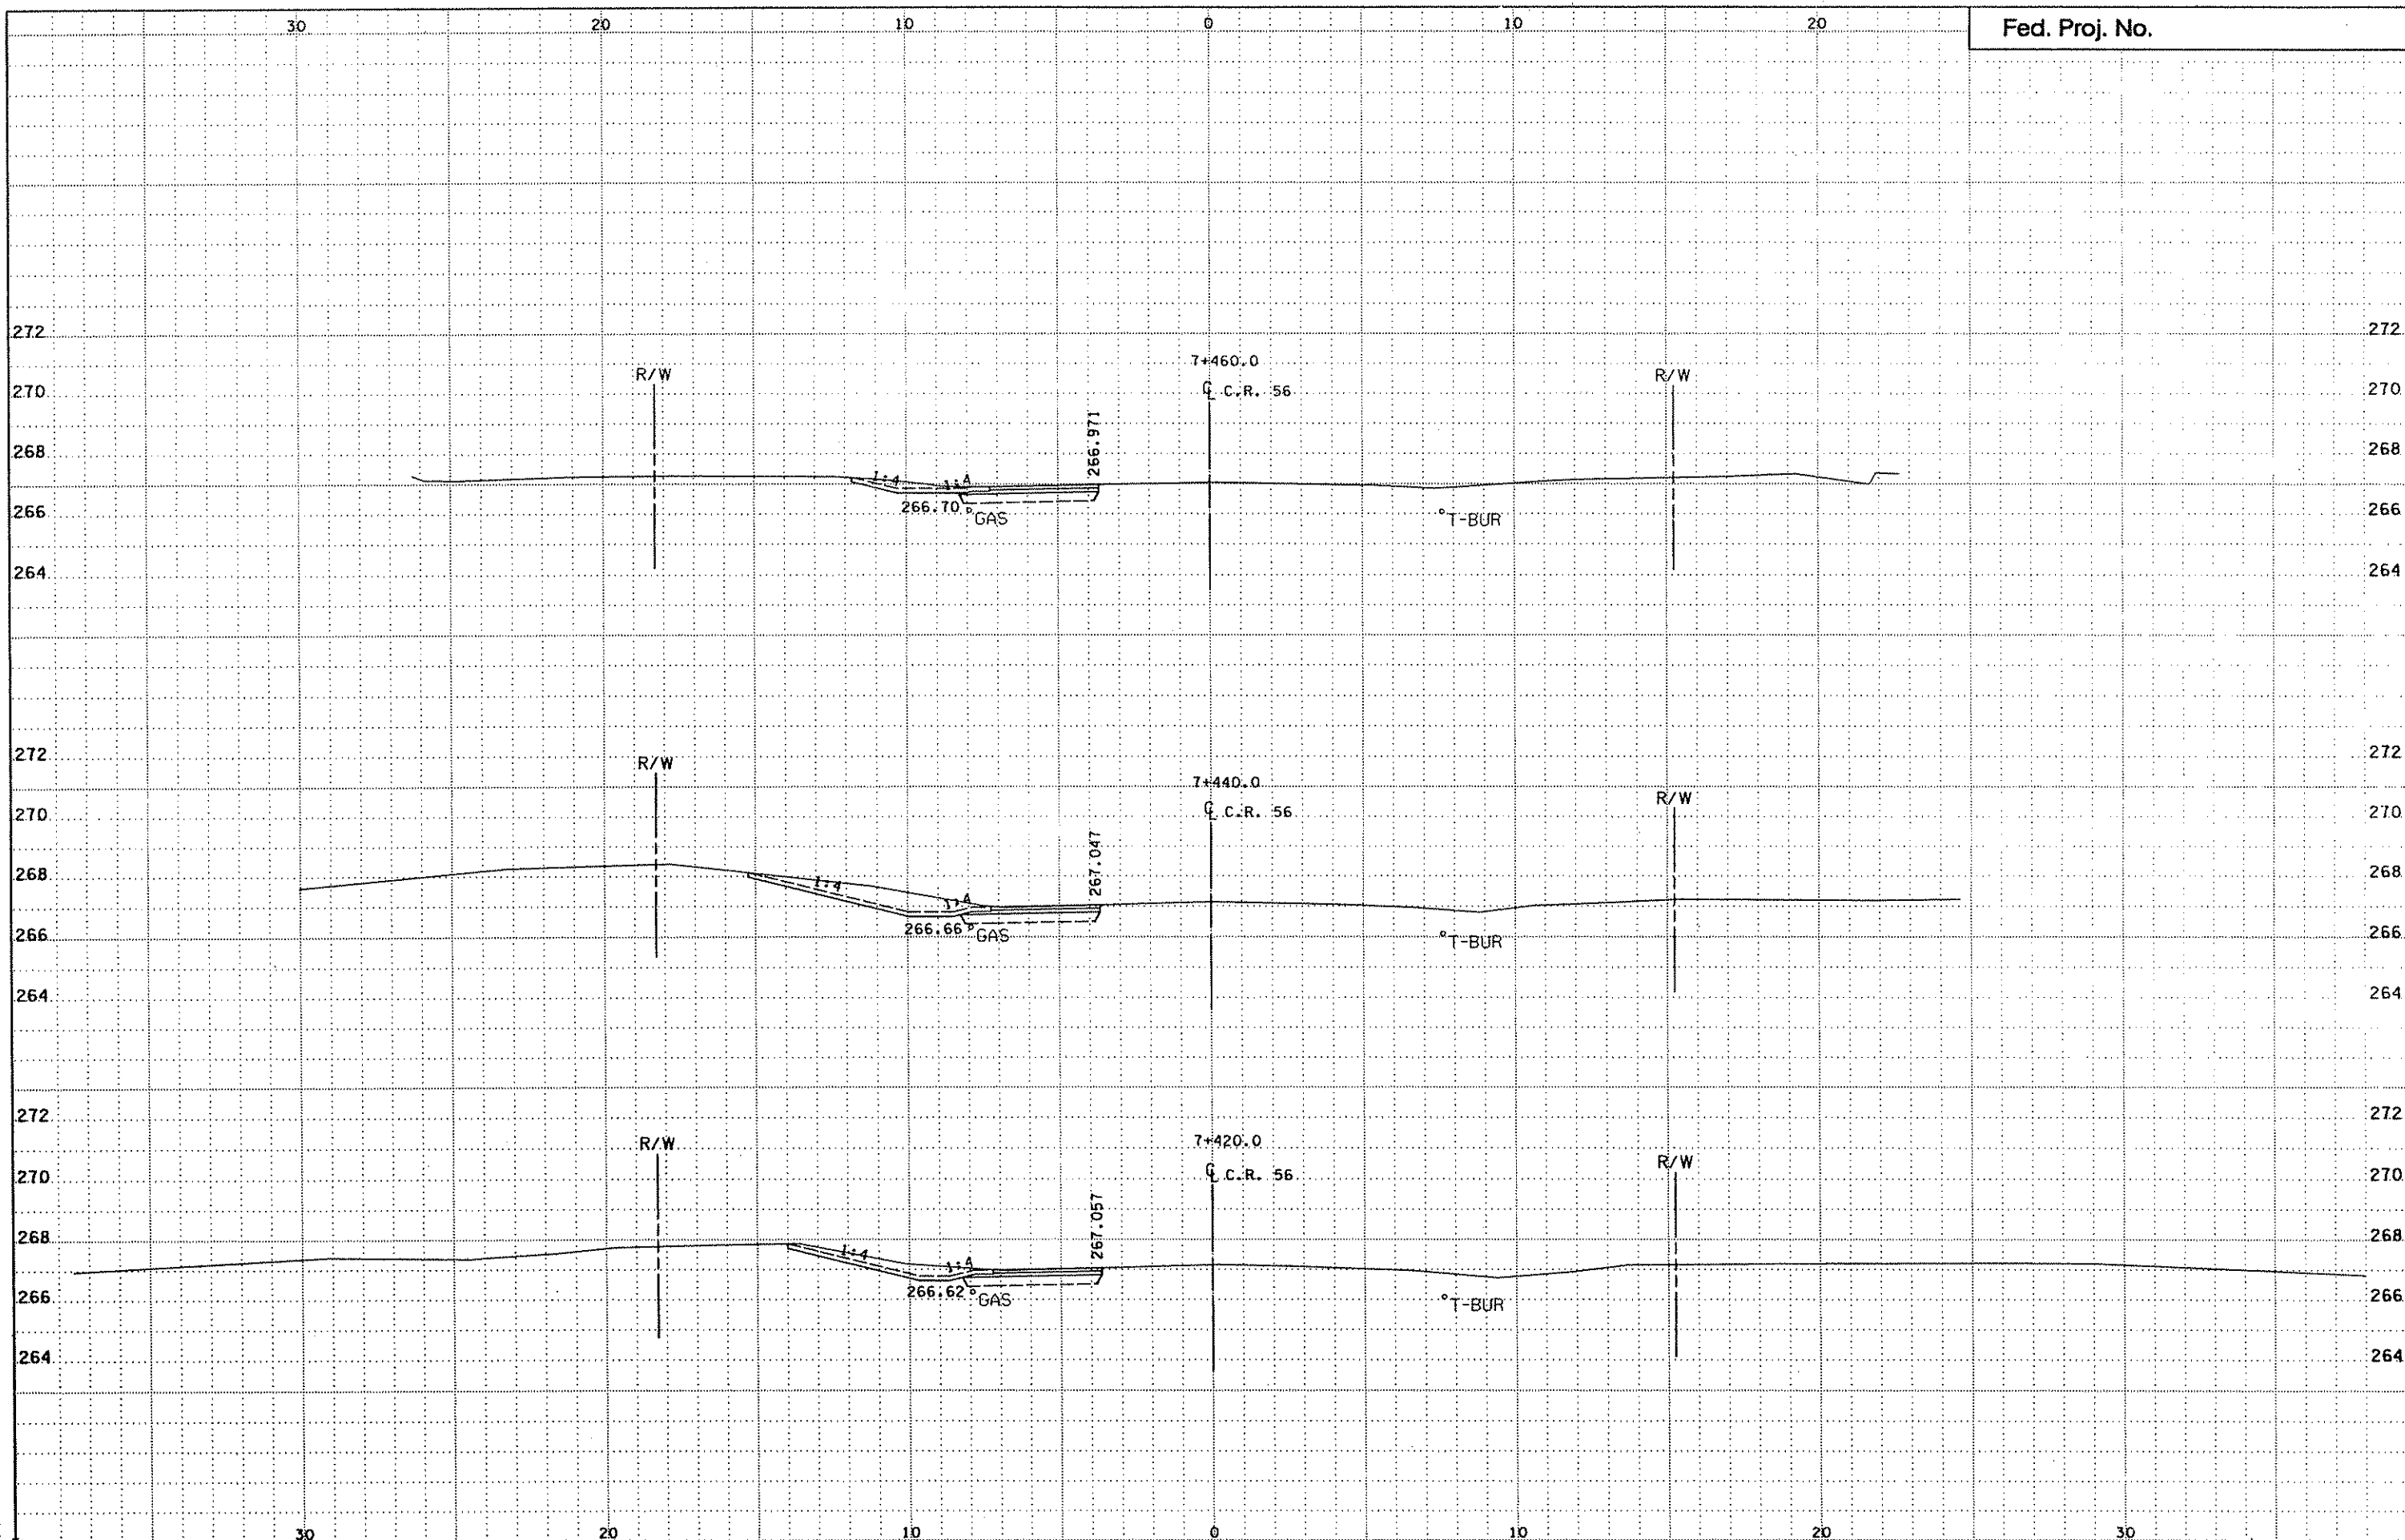 30 20 10 0 10 20
Fed. Proj. No.
272 272
7+460.0
R/W R/W
270 ℄ C.R. 56 270
266.971
268 268
1:4 1:4
266.70 °GAS °T-BUR
266 266
264 264
272 272
R/W 7+440.0
R/W
270 ℄ C.R. 56 270
267.047
268 268
1:4 1:4
266.66 °GAS °T-BUR
266 266
264 264
272 272
R/W 7+420.0
R/W
270 ℄ C.R. 56 270
267.057
268 268
1:4 1:4
266.62 °GAS °T-BUR
266 266
264 264
30 20 10 0 10 20 30